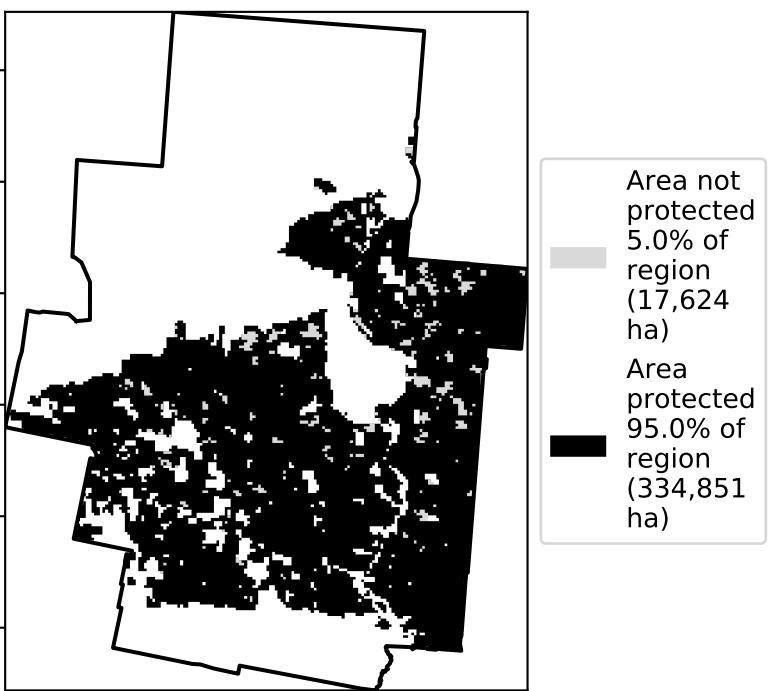 Area not
protected
5.0% of
region
(17,624
ha)
Area
protected
95.0% of
region
(334,851
ha)